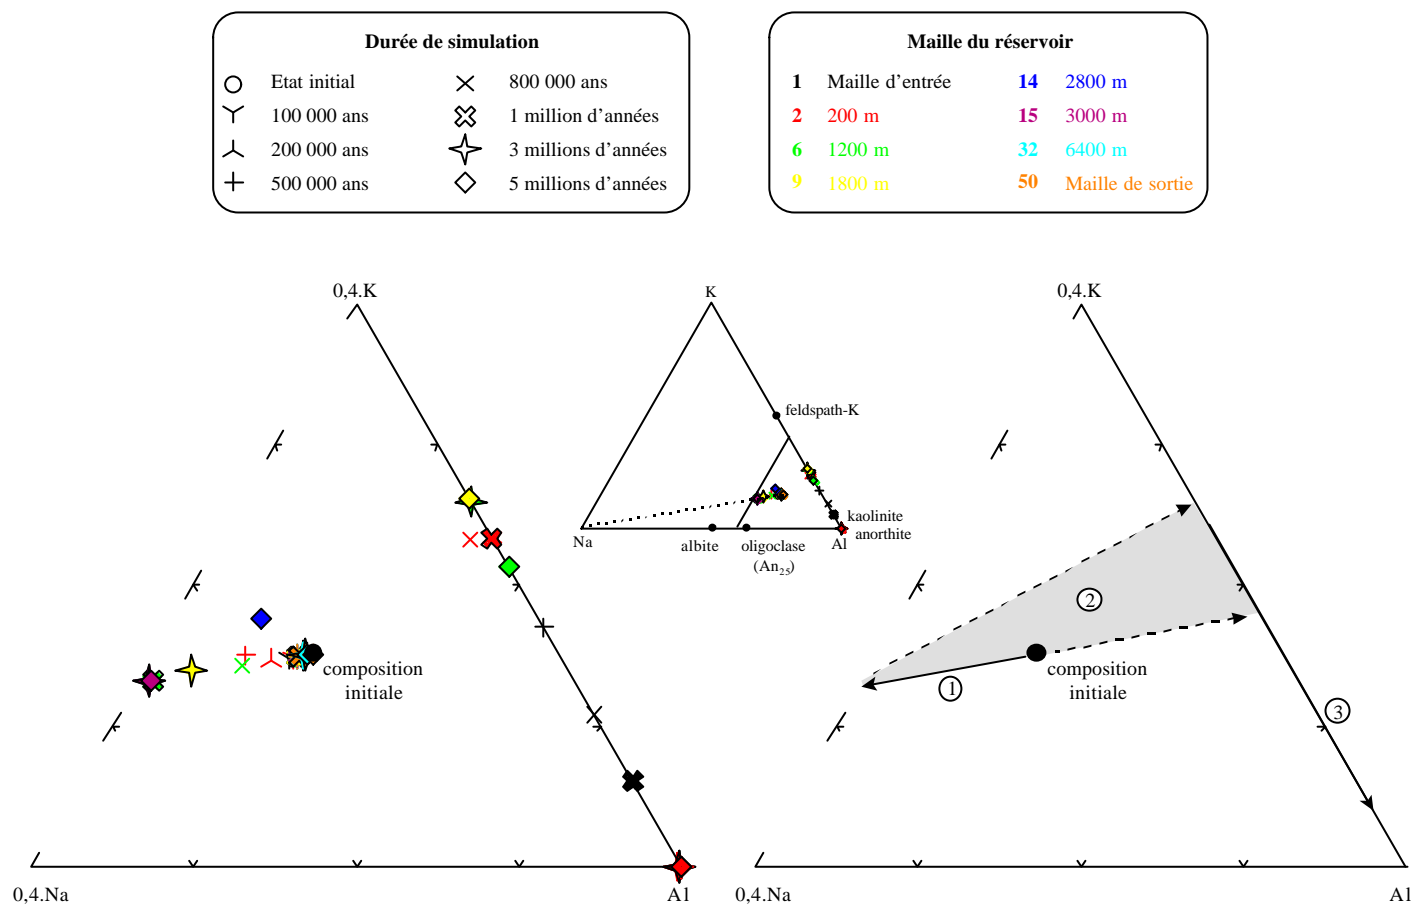 Durée de simulation
Etat initial
100 000 ans
200 000 ans
500 000 ans
800 000 ans
1 million d'années
3 millions d'années
5 millions d'années
Maille du réservoir
1 Maille d'entrée
2 200 m
6 1200 m
9 1800 m
14 2800 m
15 3000 m
32 6400 m
50 Maille de sortie
0,4.K
composition
initiale
0,4.Na
Al
K
feldspath-K
kaolinite
anorthite
Na
albite
oligoclase
(An25)
Al
0,4.K
2
composition
initiale
1
3
0,4.Na
Al